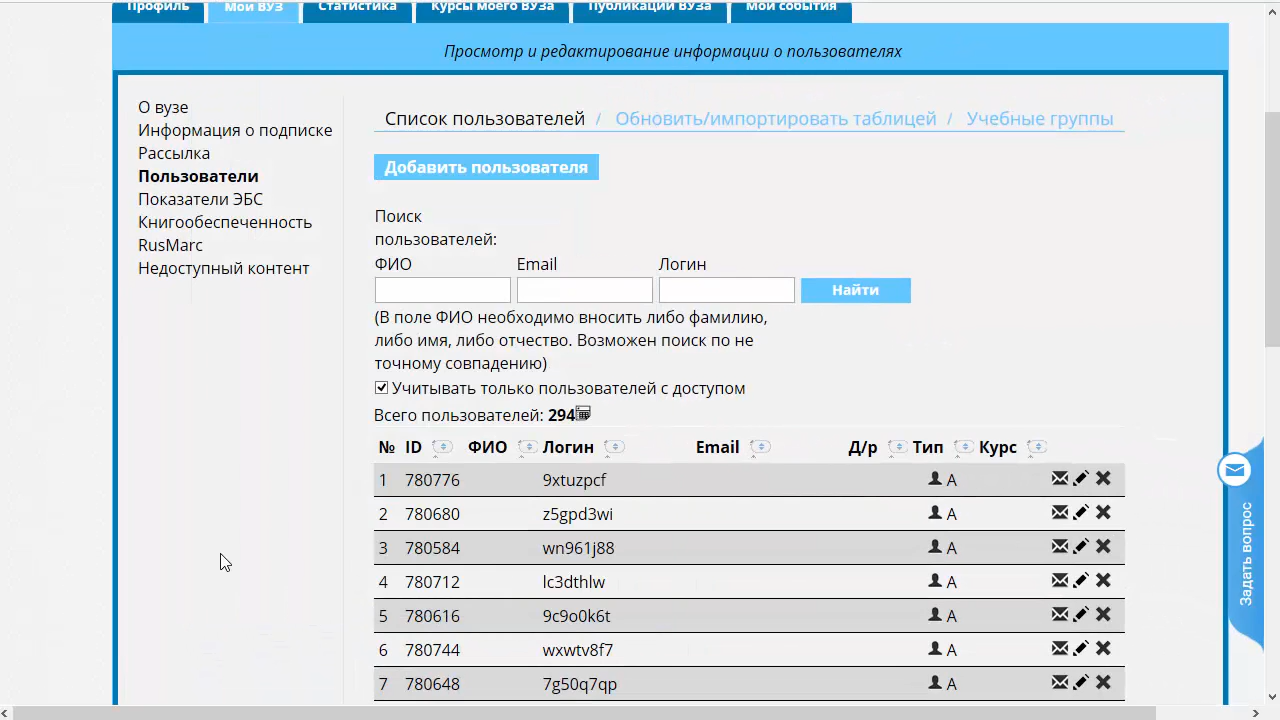 Профиль Мой ВУЗ Статистика Курсы моего ВУЗа Публикации ВУЗа Мои события
Просмотр и редактирование информации о пользователях
О вузе
Информация о подписке
Рассылка
Пользователи
Показатели ЭБС
Книгообеспеченность
RusMarc
Недоступный контент
Список пользователей / Обновить/импортировать таблицей / Учебные группы
Добавить пользователя
Поиск
пользователей:
ФИО Email Логин
Найти
(В поле ФИО необходимо вносить либо фамилию,
либо имя, либо отчество. Возможен поиск по не
точному совпадению)
Учитывать только пользователей с доступом
Всего пользователей: 294
№ ID ФИО Логин Email Д/р Тип Курс
1 780776 9xtuzpcf А
2 780680 z5gpd3wi А
3 780584 wn961j88 А
4 780712 lc3dthlw А
5 780616 9c9o0k6t А
6 780744 wxwtv8f7 А
7 780648 7g50q7qp А
Задать вопрос